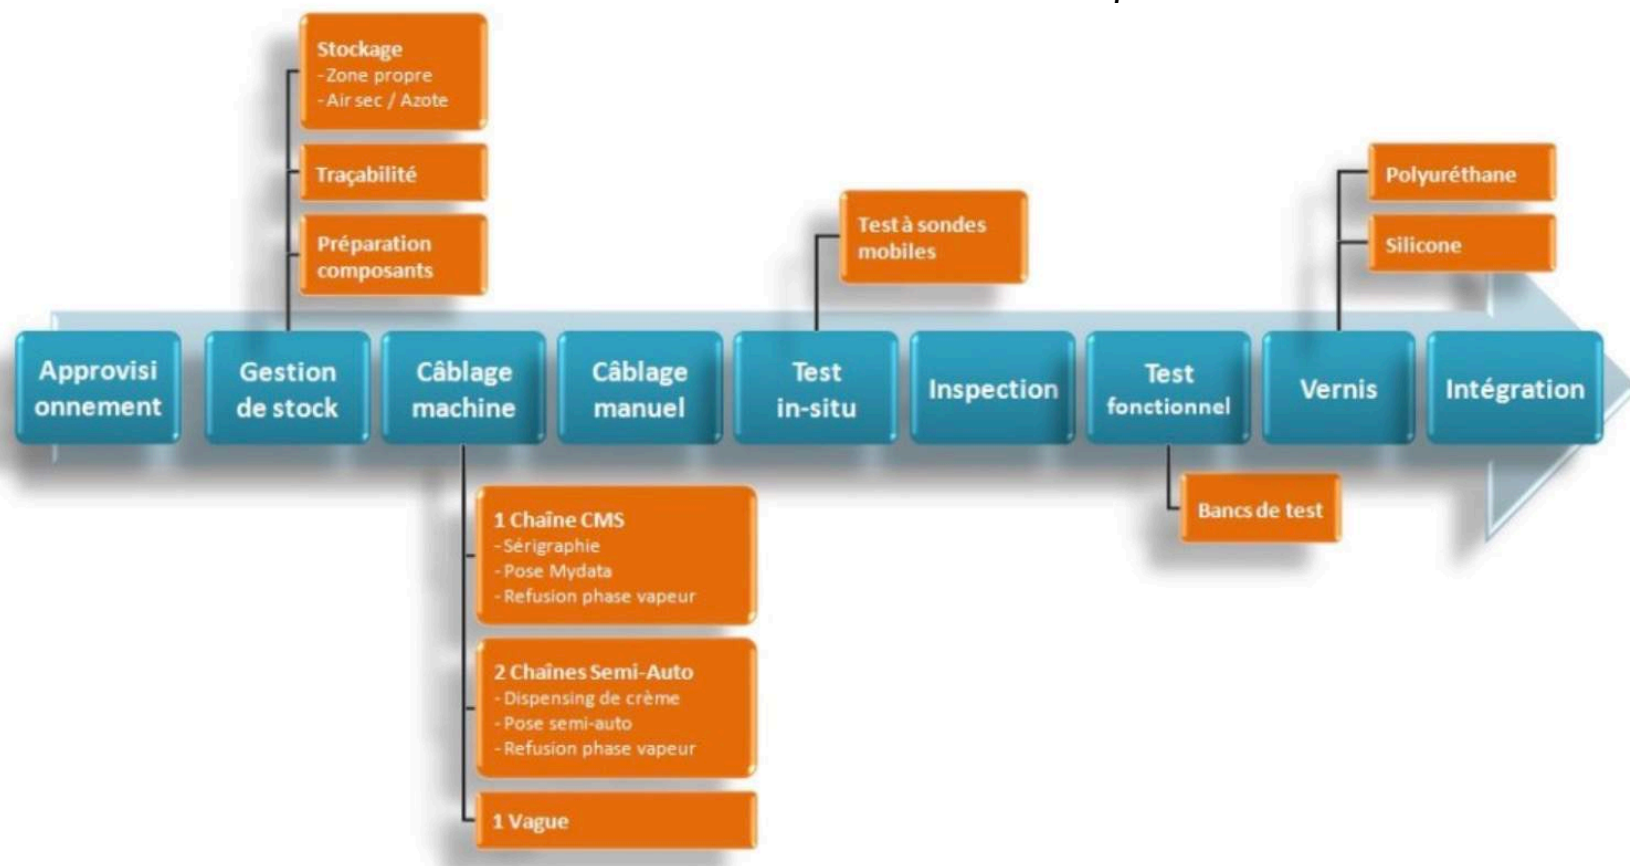 Stockage
- Zone propre
- Air sec / Azote
Traçabilité
Préparation
composants
Test à sondes
mobiles
Polyuréthane
Silicone
Approvisi
onnement
Gestion
de stock
Câblage
machine
Câblage
manuel
Test
in-situ
Inspection
Test
fonctionnel
Vernis
Intégration
1 Chaîne CMS
- Sérigraphie
- Pose Mydata
- Refusion phase vapeur
2 Chaînes Semi-Auto
- Dispensing de crème
- Pose semi-auto
- Refusion phase vapeur
1 Vague
Bancs de test